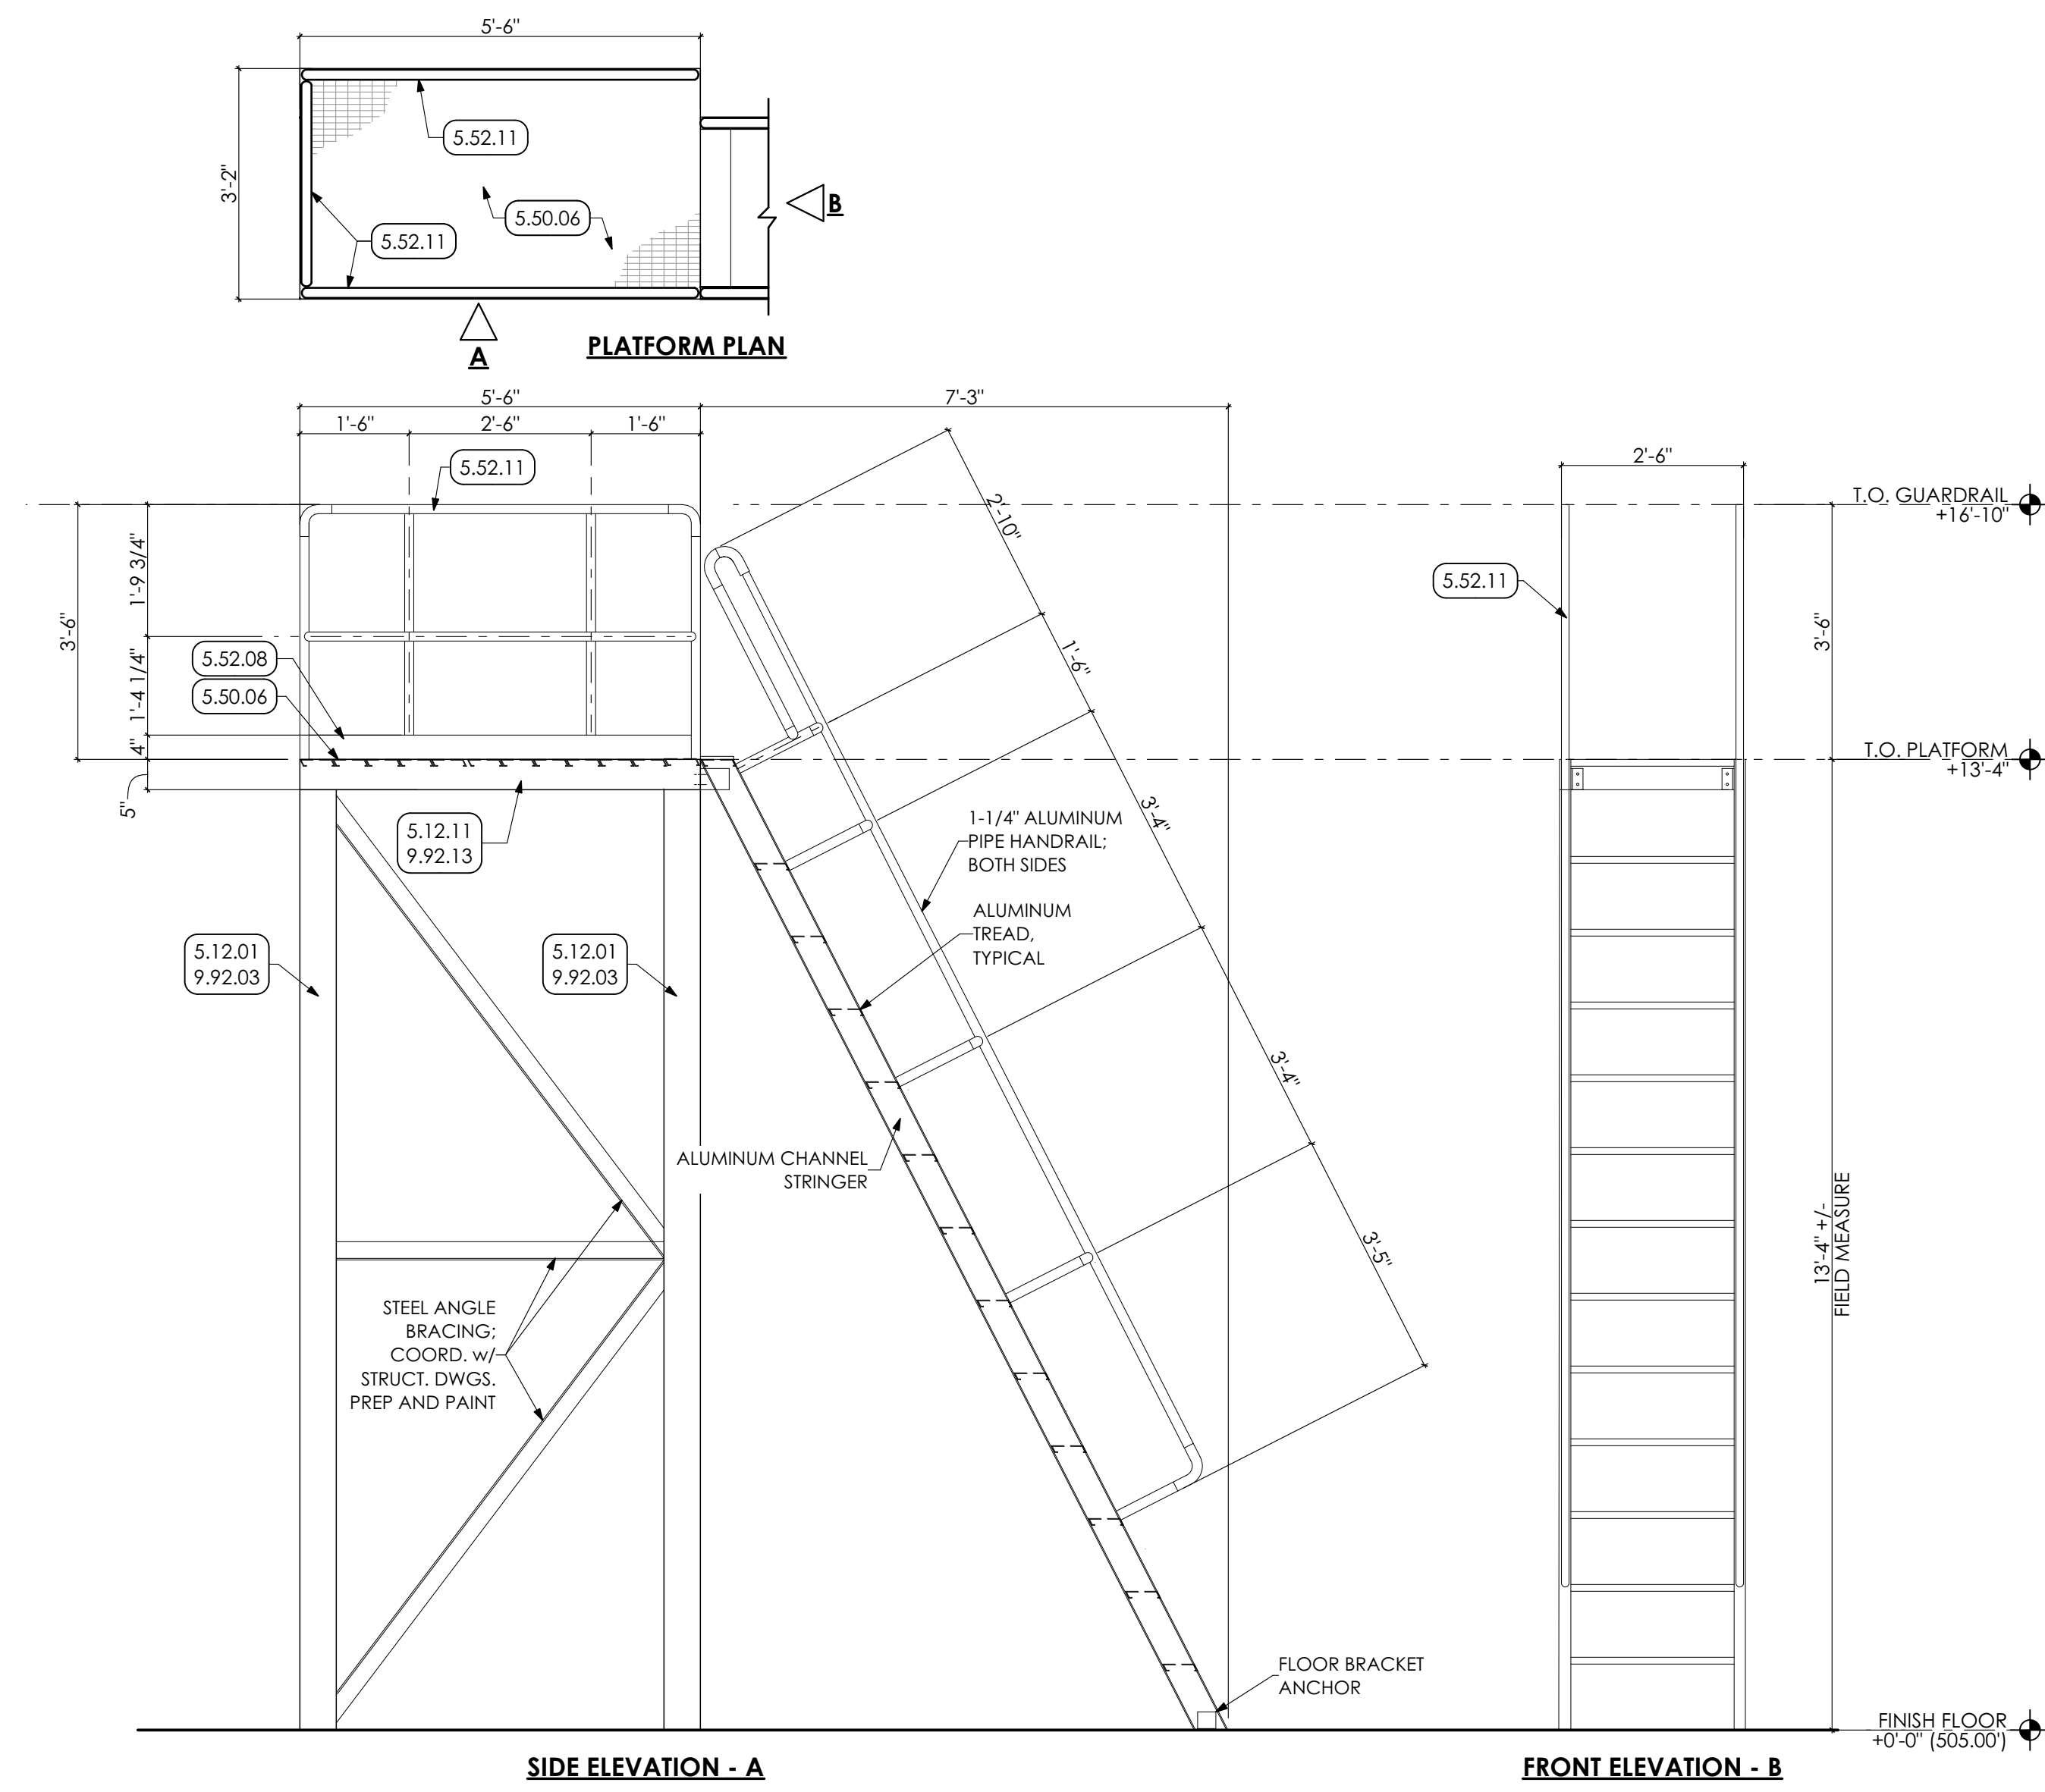 5'-6"
3'-2"
5.52.11
5.50.06
5.52.11
B
A
PLATFORM PLAN
5'-6"
7'-3"
1'-6"
2'-6"
1'-6"
5.52.11
3'-6"
1'-9 3/4"
1'-4 1/4"
4"
5"
5.52.08
5.50.06
5.12.11
9.92.13
5.12.01
9.92.03
5.12.01
9.92.03
2'-10"
1'-6"
3'-4"
3'-4"
3'-5"
1-1/4" ALUMINUM
PIPE HANDRAIL;
BOTH SIDES
ALUMINUM
TREAD,
TYPICAL
ALUMINUM CHANNEL
STRINGER
STEEL ANGLE
BRACING;
COORD. w/
STRUCT. DWGS.
PREP AND PAINT
FLOOR BRACKET
ANCHOR
SIDE ELEVATION - A
2'-6"
5.52.11
3'-6"
13'-4" +/-
FIELD MEASURE
T.O. GUARDRAIL
+16'-10"
T.O. PLATFORM
+13'-4"
FINISH FLOOR
+0'-0" (505.00')
FRONT ELEVATION - B